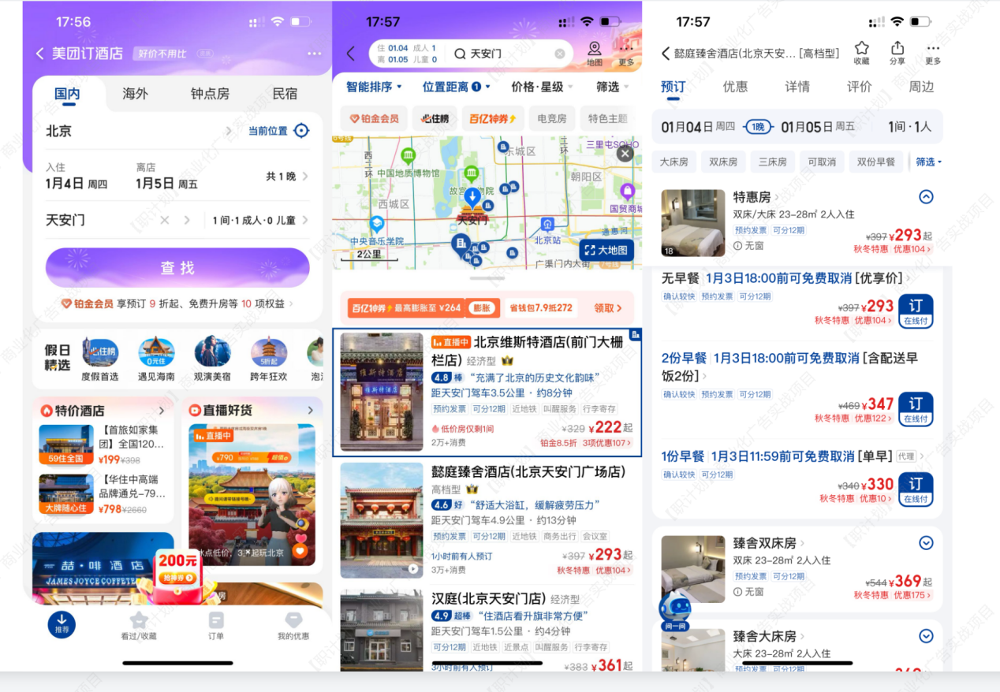 17:56
美团订酒店 好价不用比
国内 海外 钟点房 民宿
北京 当前位置
入住 离店
1月4日 周四 1月5日 周五 共1晚
天安门 1间·1成人·0儿童
查找
铂金会员 享预订 9 折起、免费升房等 10 项权益
假日
精选
心住榜
0元住
5折起
度假首选 遇见海南 观演美宿 跨年狂欢
特价酒店
59住全国
【首旅如家集
团】全国120...
¥199 ¥398
大牌随心住
【华住中高端
品牌通兑-79...
¥798 ¥2660
直播好货
直播中
¥790
冰点低价，3.×起玩北京
喆·啡 酒店
JAMES JOYCE COFFETEL
200元
抢神券
推荐 看过/收藏 订单 我的优惠
17:57
住 01.04 成人 1
离 01.05 儿童 0
天安门
地图 更多
智能排序 位置距离 1 价格·星级 筛选
铂金会员 心住榜 百亿神券 电竞房 特色主题
6号线
西二环
中国地质博物馆
东城区
二环
三里屯SOHO
朝阳区
西城区
天安门
国贸商城
中央音乐学院
北京站
通惠河
2公里
大地图
广渠门内大街
百亿神券 最高膨胀至 ¥264 膨胀 省钱包7.9抵272 领取
直播中 北京维斯特酒店(前门大栅
栏店) 经济型
4.8 棒 “充满了北京的历史文化韵味”
距天安门驾车3.5公里 · 约8分钟
预约发票 可分12期 近地铁 叫醒服务 行李寄存
低价房仅剩1间 ¥329 ¥222起
2万+消费 铂金8.5折 3项优惠107
维斯特酒店
懿庭臻舍酒店(北京天安门广场店)
高档型
4.6 好 “舒适大浴缸，缓解疲劳压力”
距天安门驾车4.9公里 · 约13分钟
预约发票 可分12期 近地铁 商务出行 会议室
1小时前有人预订 ¥397 ¥293起
3万+消费 秋冬特惠 优惠104
汉庭(北京天安门店) 经济型
4.9 超棒 “住酒店看升旗非常方便”
距天安门驾车1.5公里 · 约4分钟
可分12期 近地铁 近景点 叫醒服务 行李寄存
3小时前有人预订 ¥383 ¥361起
17:57
懿庭臻舍酒店(北京天安... [高档型]
收藏 分享 更多
预订 优惠 详情 评价 周边
01月04日 周四 1晚 01月05日 周五 1间·1人
大床房 双床房 三床房 可取消 双份早餐 筛选
18
特惠房
双床/大床 23-28㎡ 2人入住
预约发票 可分12期
无窗
¥397 ¥293起
秋冬特惠 优惠104
无早餐 1月3日18:00前可免费取消 [优享价]
确认较快 预约发票 可分12期
¥397 ¥293
秋冬特惠 优惠104
订
在线付
2份早餐 1月3日18:00前可免费取消 [含配送早
饭2份]
确认较快 预约发票 可分12期
¥469 ¥347
秋冬特惠 优惠122
订
在线付
1份早餐 1月3日11:59前可免费取消 [单早] 代理
确认较快 可分12期
¥340 ¥330
秋冬特惠 优惠10
订
在线付
臻舍双床房
双床 23-28㎡ 2人入住
预约发票 可分12期
无窗
¥544 ¥369起
秋冬特惠 优惠175
问一问
臻舍大床房
大床 23-28㎡ 2人入住
预约发票 可分12期